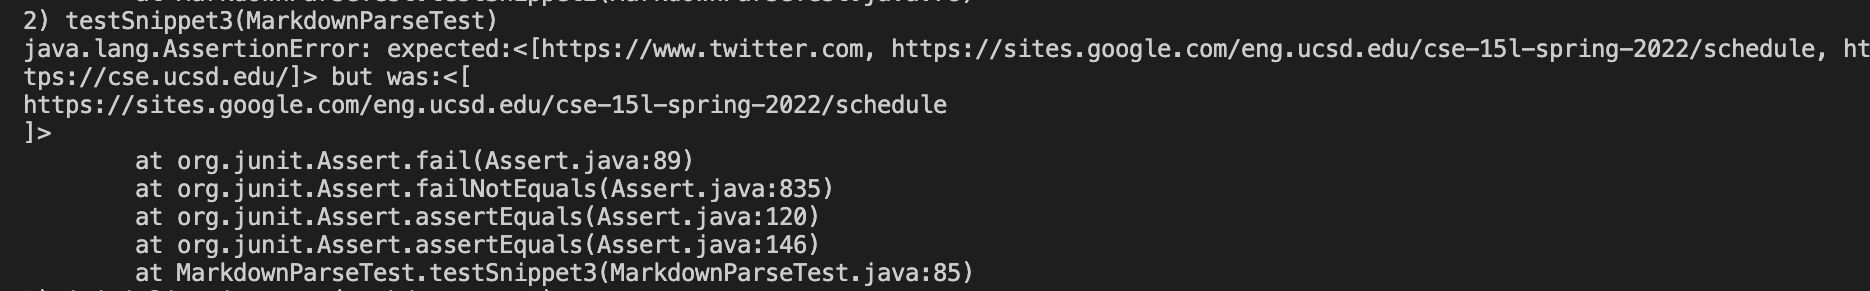 2) testSnippet3(MarkdownParseTest)
java.lang.AssertionError: expected:<[https://www.twitter.com, https://sites.google.com/eng.ucsd.edu/cse-15l-spring-2022/schedule, ht
tps://cse.ucsd.edu/]> but was:<[
https://sites.google.com/eng.ucsd.edu/cse-15l-spring-2022/schedule
]>
at org.junit.Assert.fail(Assert.java:89)
at org.junit.Assert.failNotEquals(Assert.java:835)
at org.junit.Assert.assertEquals(Assert.java:120)
at org.junit.Assert.assertEquals(Assert.java:146)
at MarkdownParseTest.testSnippet3(MarkdownParseTest.java:85)